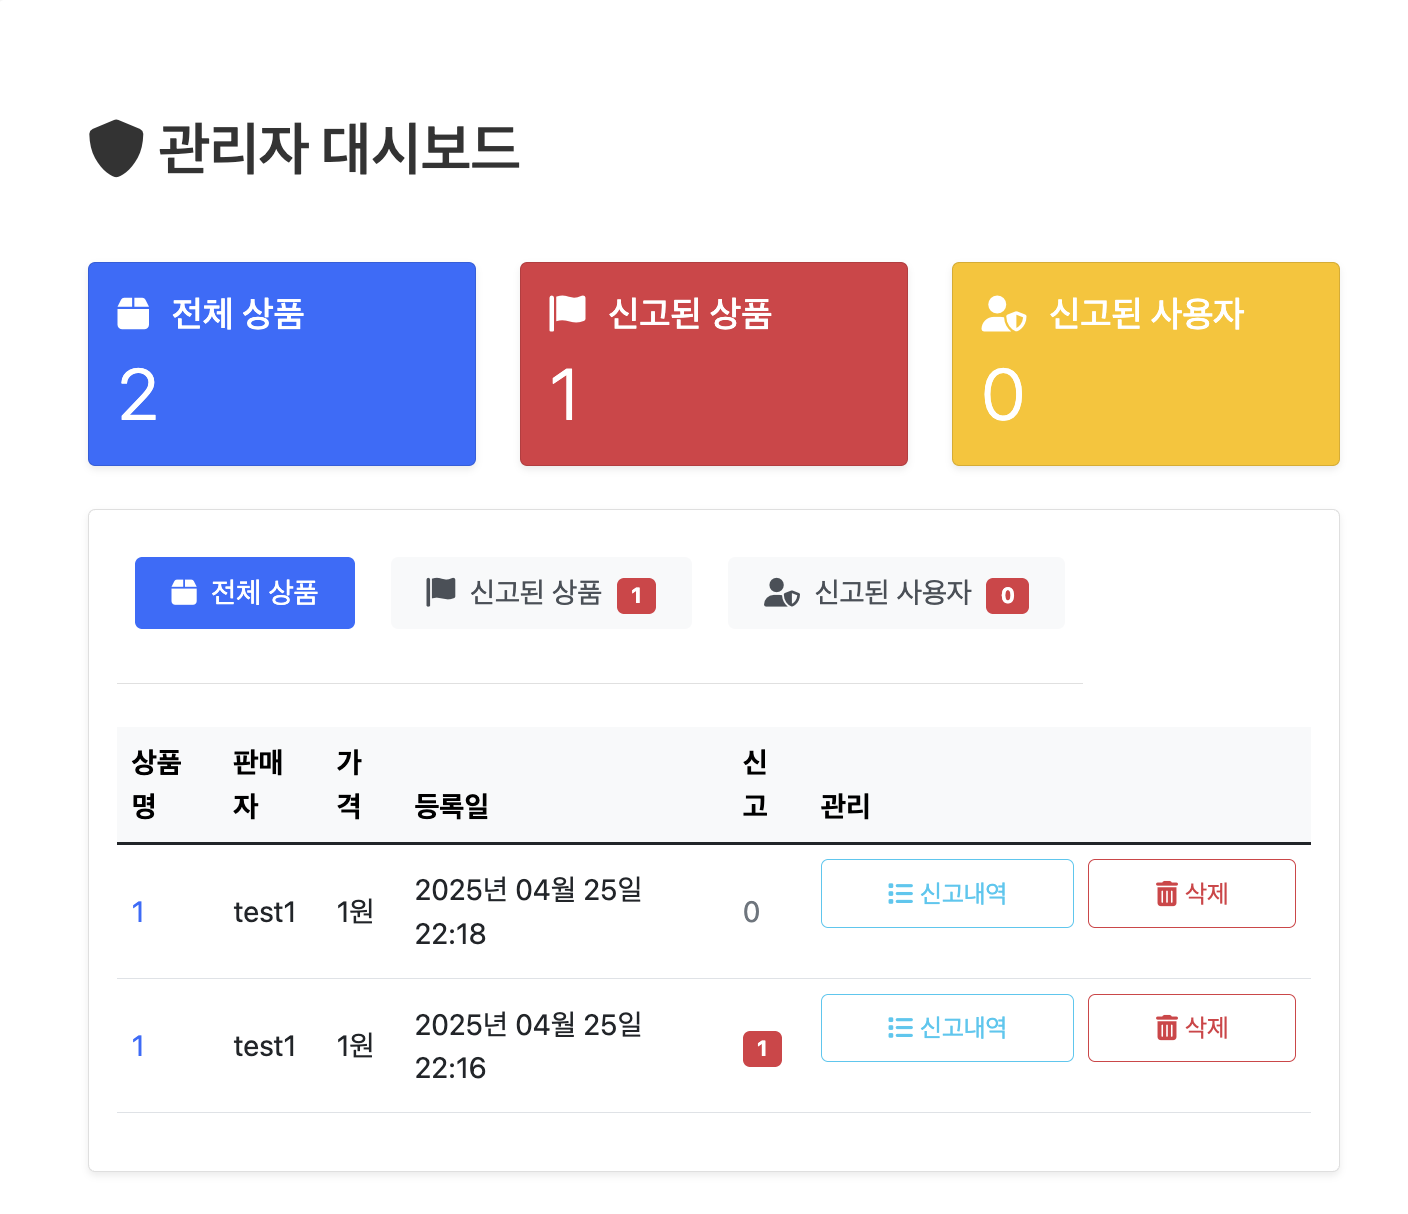 관리자 대시보드
전체 상품
2
신고된 상품
1
신고된 사용자
0
전체 상품
신고된 상품 1
신고된 사용자 0
상품명 판매자 가격 등록일 신고 관리
1 test1 1원 2025년 04월 25일 22:18 0 신고내역 삭제
1 test1 1원 2025년 04월 25일 22:16 1 신고내역 삭제